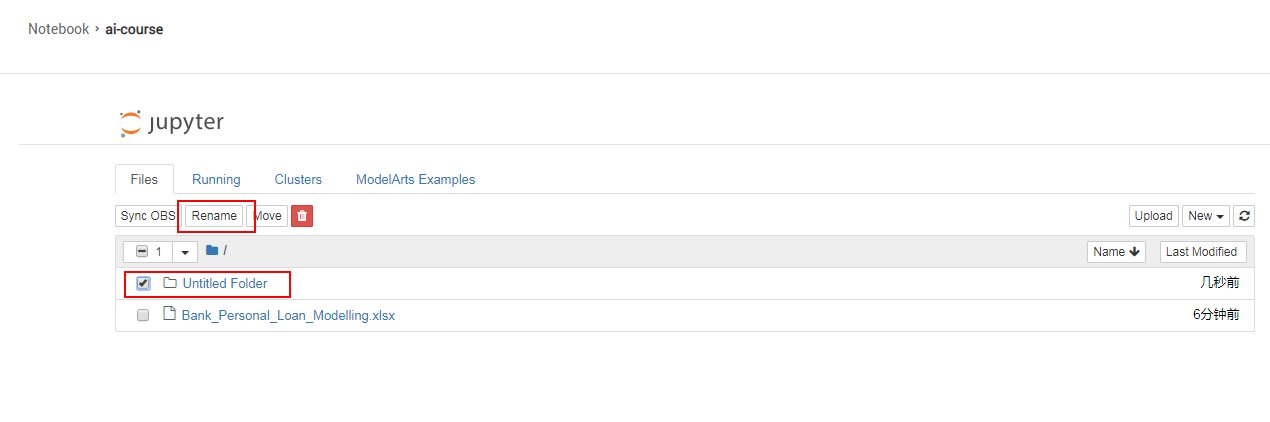 Notebook › ai-course
jupyter
Files Running Clusters ModelArts Examples
Sync OBS Rename Move Upload New
1 / Name Last Modified
Untitled Folder 几秒前
Bank_Personal_Loan_Modelling.xlsx 6分钟前